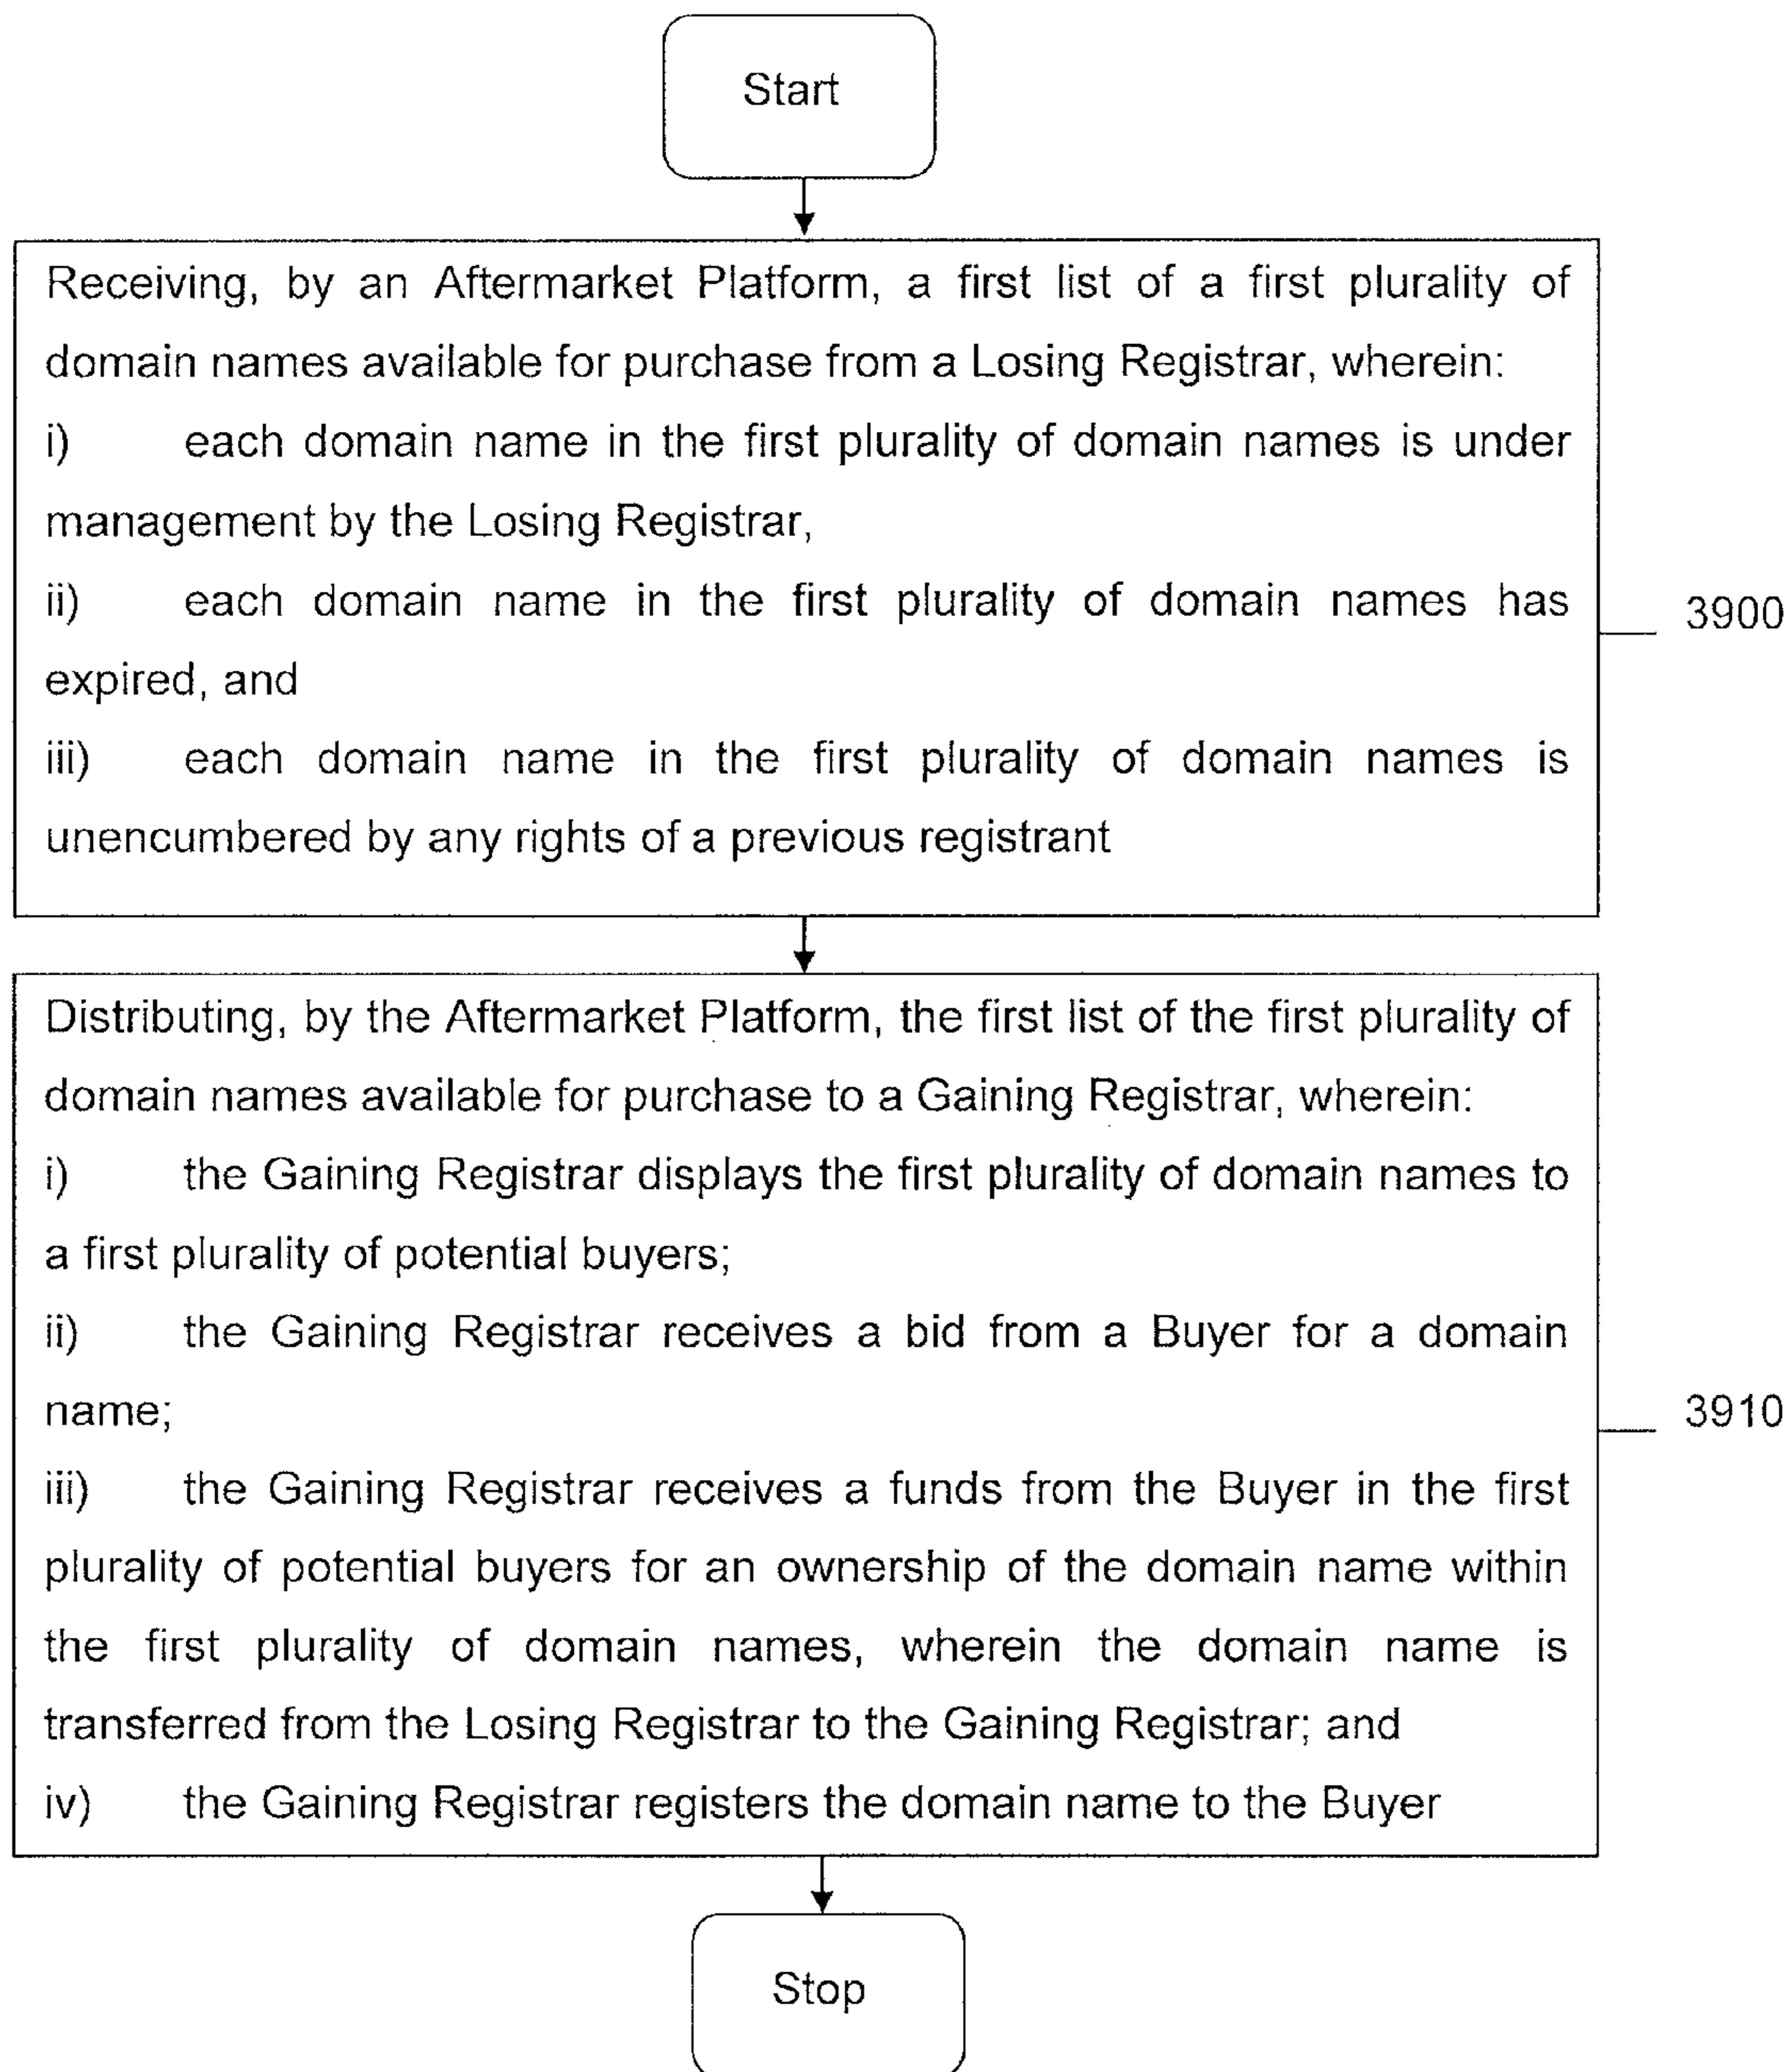 Start
Receiving, by an Aftermarket Platform, a first list of a first plurality of
domain names available for purchase from a Losing Registrar, wherein:
i) each domain name in the first plurality of domain names is under
management by the Losing Registrar,
ii) each domain name in the first plurality of domain names has
expired, and
iii) each domain name in the first plurality of domain names is
unencumbered by any rights of a previous registrant
3900
Distributing, by the Aftermarket Platform, the first list of the first plurality of
domain names available for purchase to a Gaining Registrar, wherein:
i) the Gaining Registrar displays the first plurality of domain names to
a first plurality of potential buyers;
ii) the Gaining Registrar receives a bid from a Buyer for a domain
name;
iii) the Gaining Registrar receives a funds from the Buyer in the first
plurality of potential buyers for an ownership of the domain name within
the first plurality of domain names, wherein the domain name is
transferred from the Losing Registrar to the Gaining Registrar; and
iv) the Gaining Registrar registers the domain name to the Buyer
3910
Stop